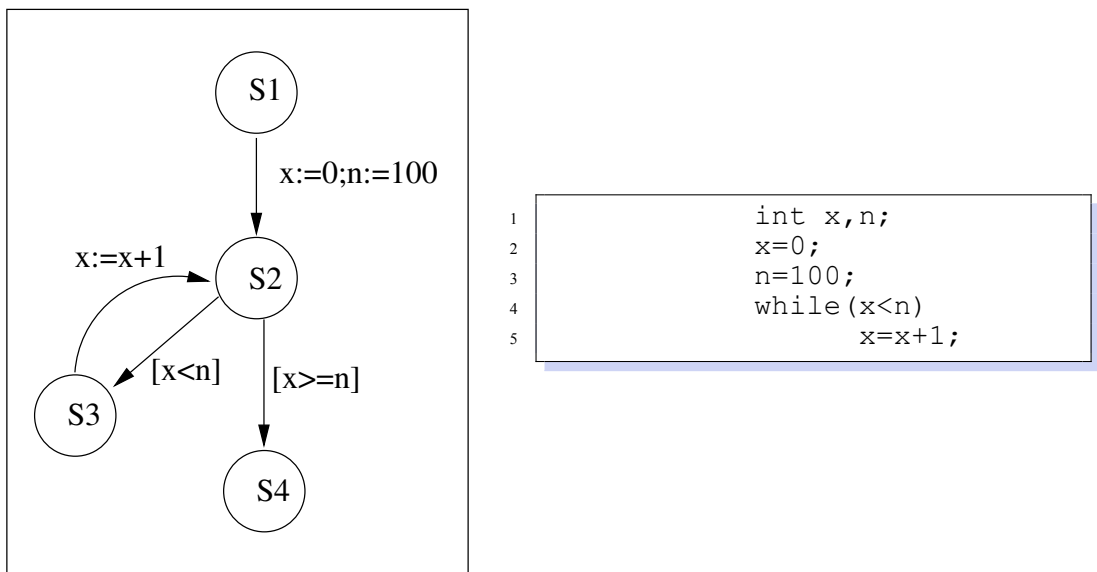 S1
x:=0;n:=100
x:=x+1
S2
[x<n]
[x>=n]
S3
S4
1 int x,n;
2 x=0;
3 n=100;
4 while(x<n)
5 x=x+1;